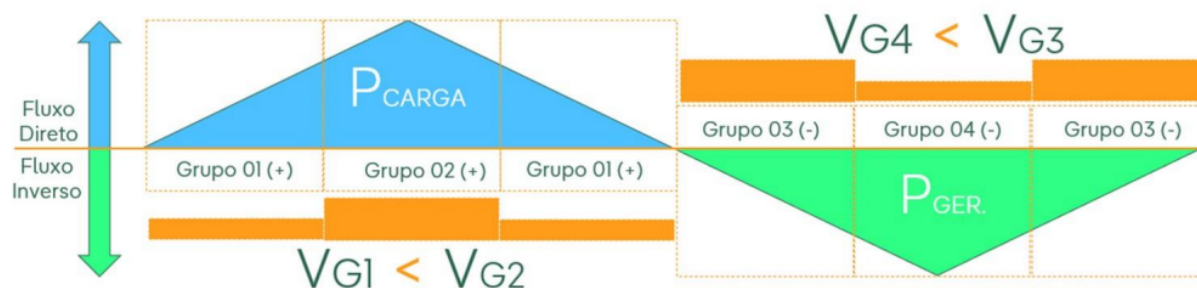 Fluxo
Direto
Fluxo
Inverso
PCARGA
Grupo 01 (+)
Grupo 02 (+)
Grupo 01 (+)
VG1 < VG2
VG4 < VG3
Grupo 03 (-)
Grupo 04 (-)
Grupo 03 (-)
PGER.